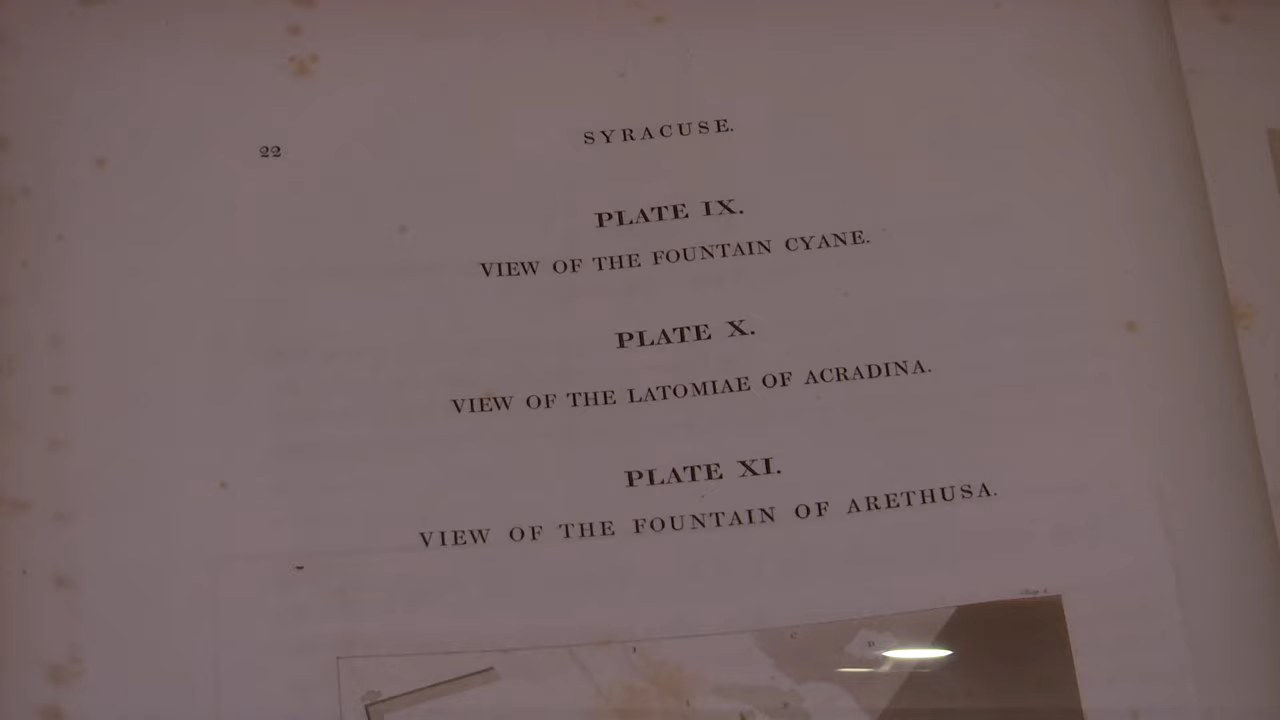 22
SYRACUSE.
PLATE IX.
VIEW OF THE FOUNTAIN CYANE.
PLATE X.
VIEW OF THE LATOMIAE OF ACRADINA.
PLATE XI.
VIEW OF THE FOUNTAIN OF ARETHUSA.
C
D